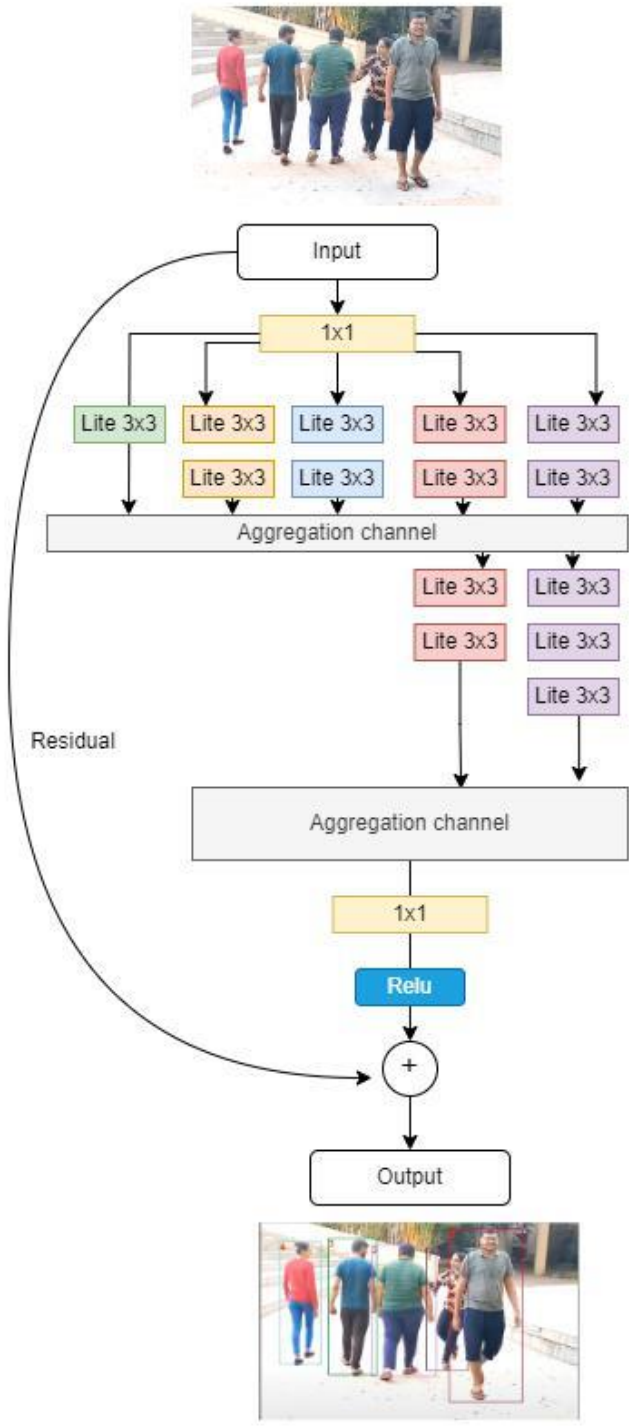 Input
1x1
Lite 3x3 Lite 3x3 Lite 3x3 Lite 3x3 Lite 3x3
Lite 3x3 Lite 3x3 Lite 3x3 Lite 3x3
Aggregation channel
Lite 3x3 Lite 3x3
Lite 3x3 Lite 3x3
Lite 3x3
Residual
Aggregation channel
1x1
Relu
+
Output